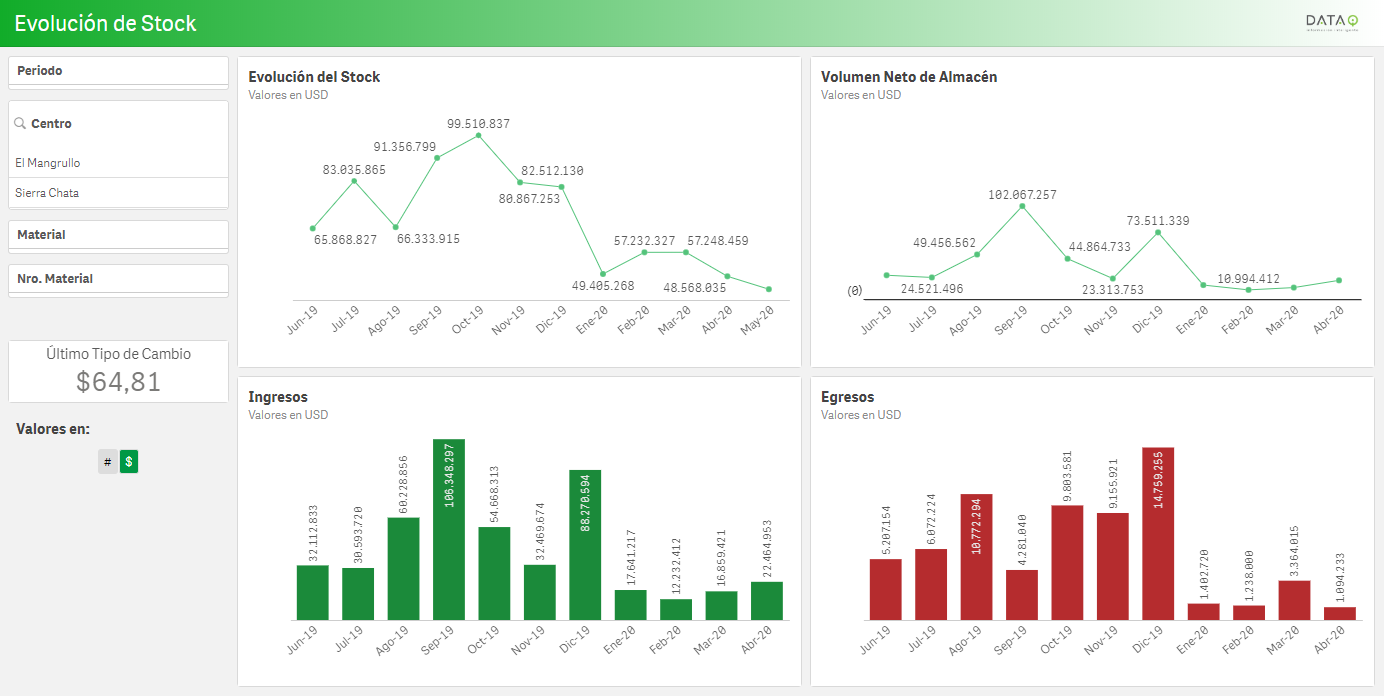 Evolución de Stock
DATA
Periodo
Centro
El Mangrullo
Sierra Chata
Material
Nro. Material
Último Tipo de Cambio
$64,81
Valores en:
# $
Evolución del Stock
Valores en USD
99.510.837
91.356.799
83.035.865
82.512.130
80.867.253
65.868.827
66.333.915
57.232.327
57.248.459
49.405.268
48.568.035
Jun-19 Jul-19 Ago-19 Sep-19 Oct-19 Nov-19 Dic-19 Ene-20 Feb-20 Mar-20 Abr-20 May-20
Volumen Neto de Almacén
Valores en USD
102.067.257
73.511.339
49.456.562
44.864.733
10.994.412
24.521.496
23.313.753
(0)
Jun-19 Jul-19 Ago-19 Sep-19 Oct-19 Nov-19 Dic-19 Ene-20 Feb-20 Mar-20 Abr-20
Ingresos
Valores en USD
32.112.833
30.593.720
60.228.856
106.348.297
54.668.313
32.469.674
88.270.594
17.641.217
12.232.412
16.859.421
22.464.953
Jun-19 Jul-19 Ago-19 Sep-19 Oct-19 Nov-19 Dic-19 Ene-20 Feb-20 Mar-20 Abr-20
Egresos
Valores en USD
5.207.154
6.072.224
10.772.294
4.281.040
9.803.581
9.155.921
14.759.255
1.402.720
1.238.000
3.364.015
1.094.233
Jun-19 Jul-19 Ago-19 Sep-19 Oct-19 Nov-19 Dic-19 Ene-20 Feb-20 Mar-20 Abr-20